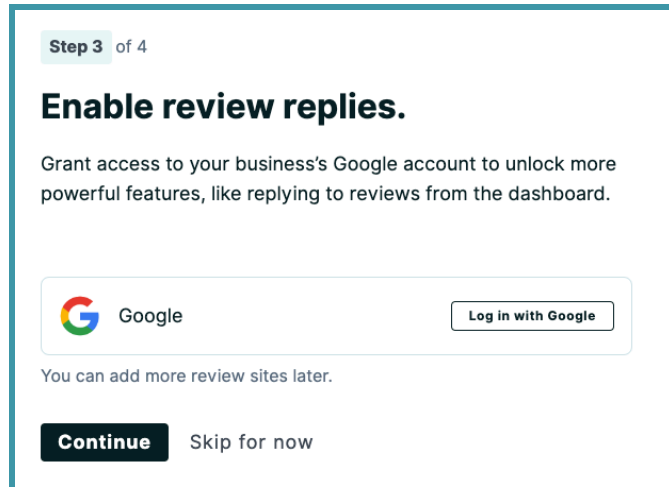 Step 3 of 4
Enable review replies.
Grant access to your business’s Google account to unlock more
powerful features, like replying to reviews from the dashboard.
Google
Log in with Google
You can add more review sites later.
Continue
Skip for now